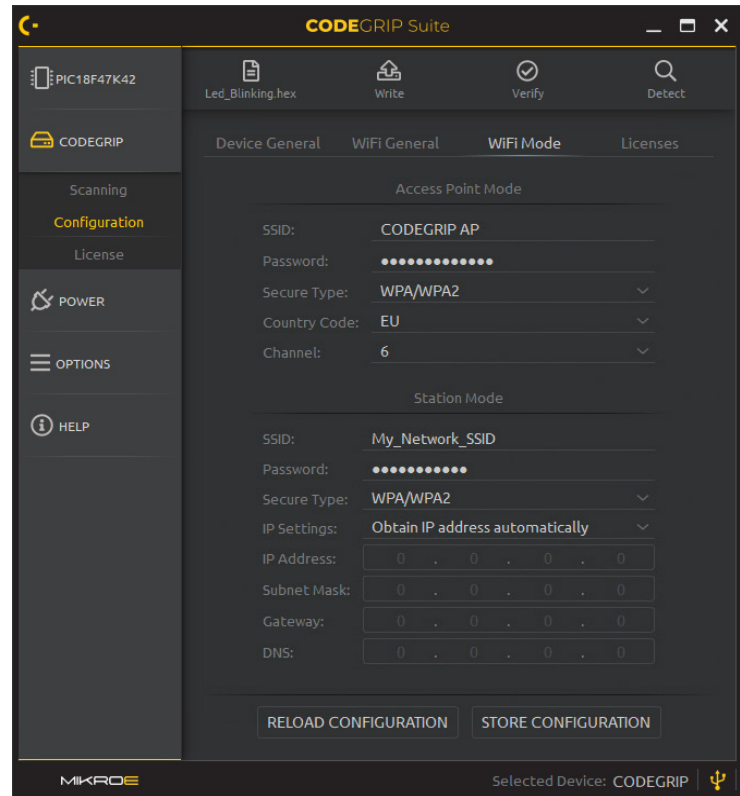 CODEGRIP Suite
PIC18F47K42
Led_Blinking.hex Write Verify Detect
CODEGRIP
Scanning
Configuration
License
POWER
OPTIONS
HELP
Device General WiFi General WiFi Mode Licenses
Access Point Mode
SSID: CODEGRIP AP
Password: •••••••••••••
Secure Type: WPA/WPA2
Country Code: EU
Channel: 6
Station Mode
SSID: My_Network_SSID
Password: •••••••••••
Secure Type: WPA/WPA2
IP Settings: Obtain IP address automatically
IP Address: 0 . 0 . 0 . 0
Subnet Mask: 0 . 0 . 0 . 0
Gateway: 0 . 0 . 0 . 0
DNS: 0 . 0 . 0 . 0
RELOAD CONFIGURATION STORE CONFIGURATION
MIKROE Selected Device: CODEGRIP